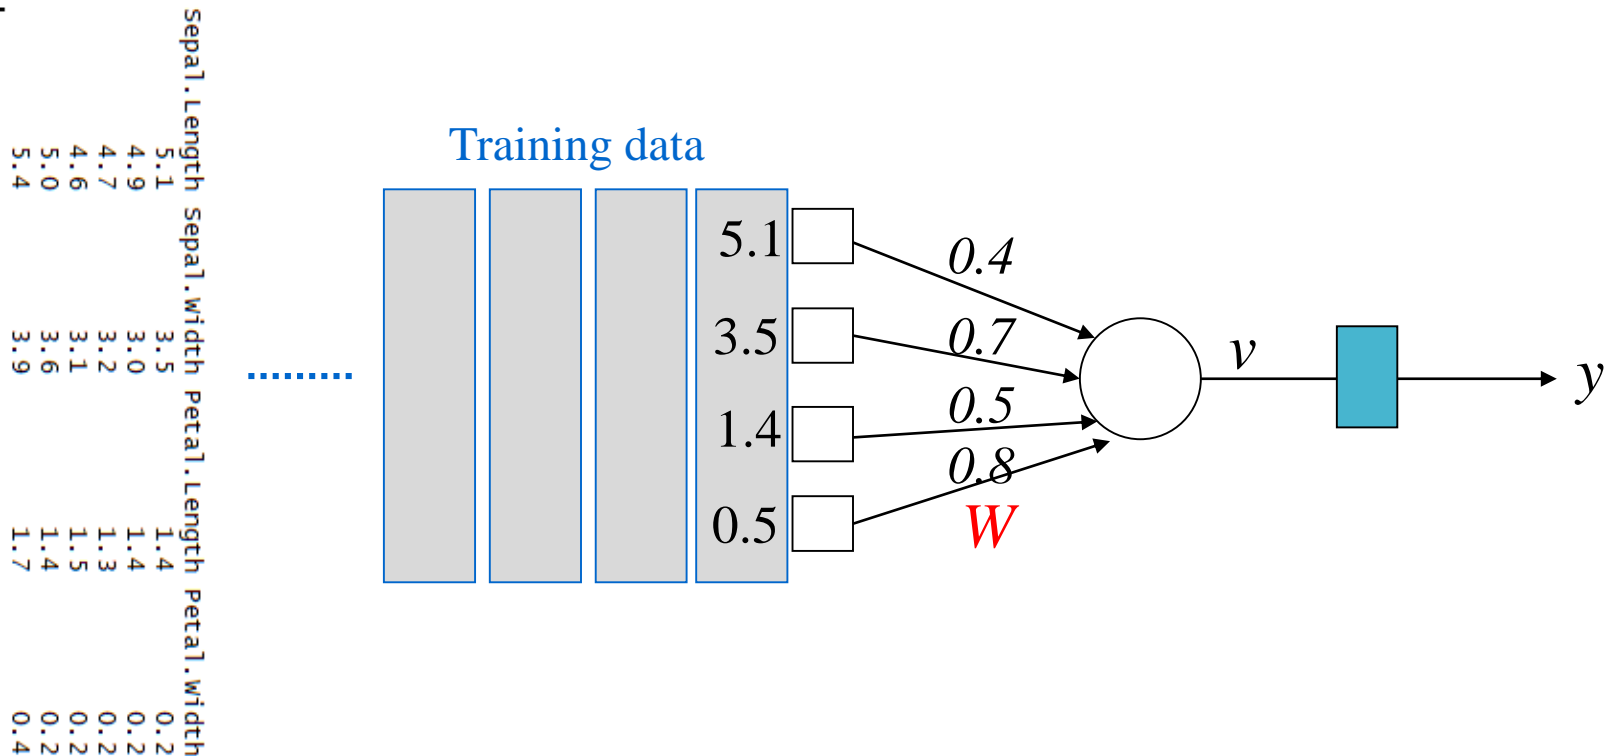 Sepal.Length Sepal.Width Petal.Length Petal.Width
5.1 3.5 1.4 0.2
4.9 3.0 1.4 0.2
4.7 3.2 1.3 0.2
4.6 3.1 1.5 0.2
5.0 3.6 1.4 0.2
5.4 3.9 1.7 0.4
Training data
5.1
3.5
1.4
0.5
0.4
0.7
0.5
0.8
W
v
y